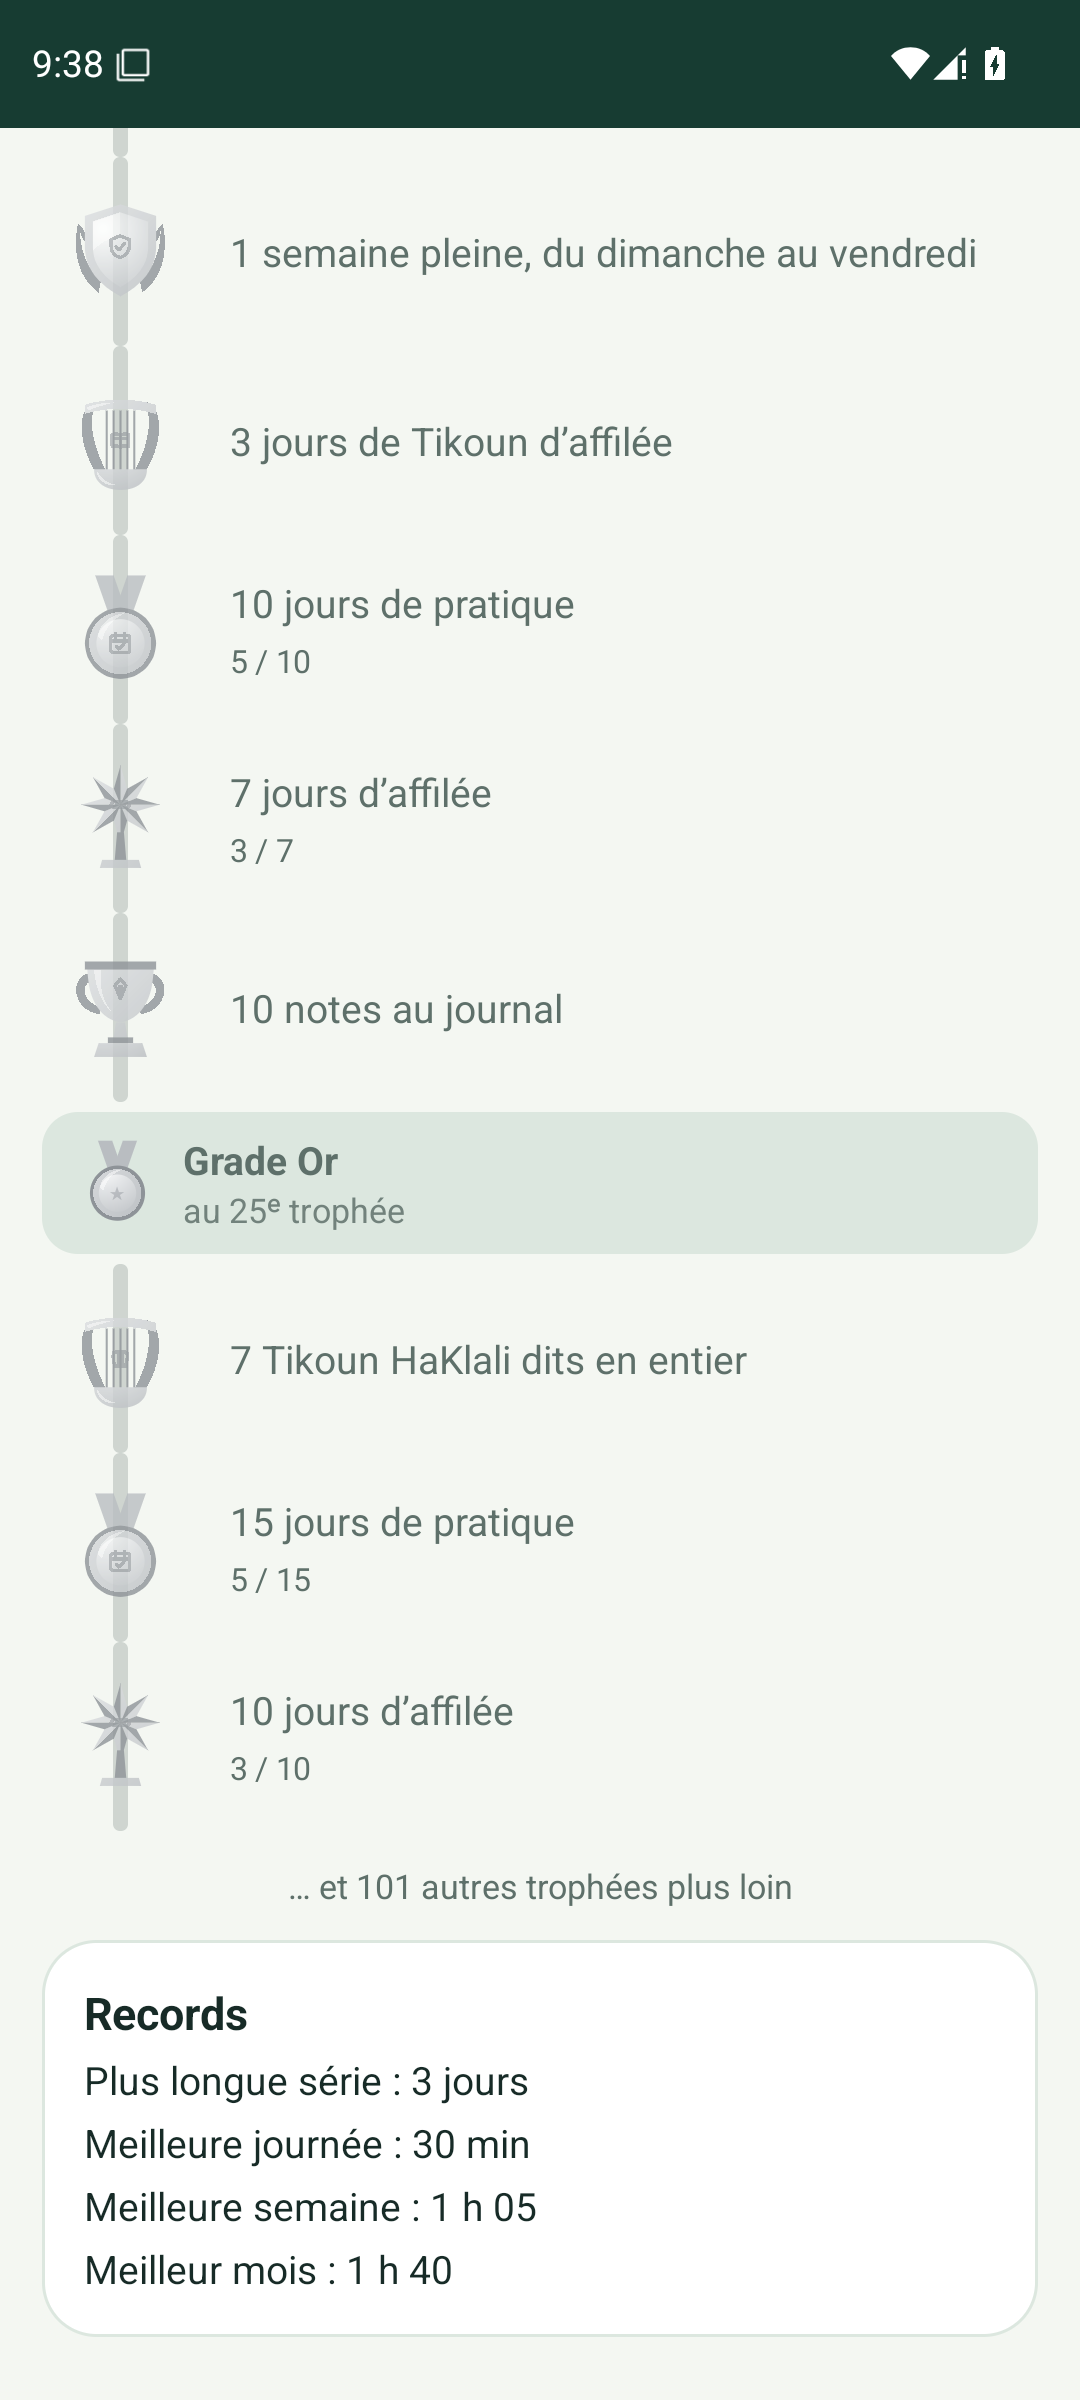 9:38
1 semaine pleine, du dimanche au vendredi
3 jours de Tikoun d’affilée
10 jours de pratique
5 / 10
7 jours d’affilée
3 / 7
10 notes au journal
Grade Or
au 25ᵉ trophée
7 Tikoun HaKlali dits en entier
15 jours de pratique
5 / 15
10 jours d’affilée
3 / 10
… et 101 autres trophées plus loin
Records
Plus longue série : 3 jours
Meilleure journée : 30 min
Meilleure semaine : 1 h 05
Meilleur mois : 1 h 40